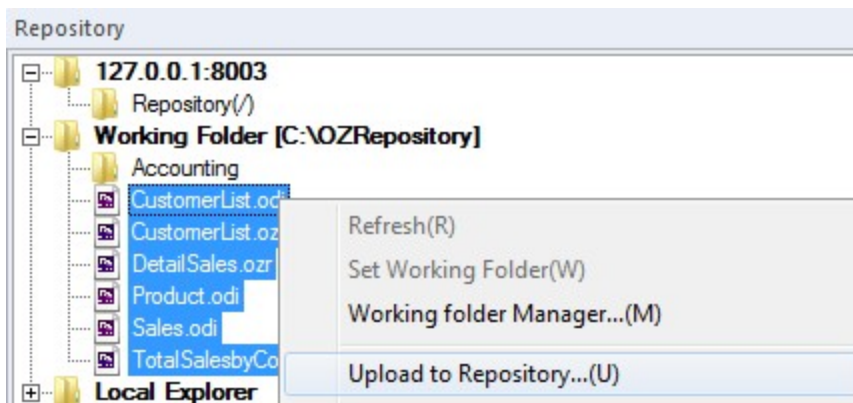 Repository
127.0.0.1:8003
Repository(/)
Working Folder [C:\OZRepository]
Accounting
CustomerList.odi
CustomerList.oz
DetailSales.ozr
Product.odi
Sales.odi
TotalSalesbyCo
Local Explorer
Refresh(R)
Set Working Folder(W)
Working folder Manager...(M)
Upload to Repository...(U)